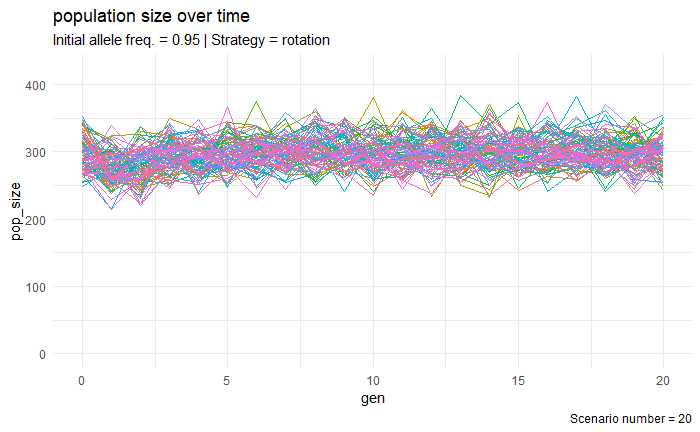 population size over time
Initial allele freq. = 0.95 | Strategy = rotation
400
300
200
100
0
pop_size
0 5 10 15 20
gen
Scenario number = 20